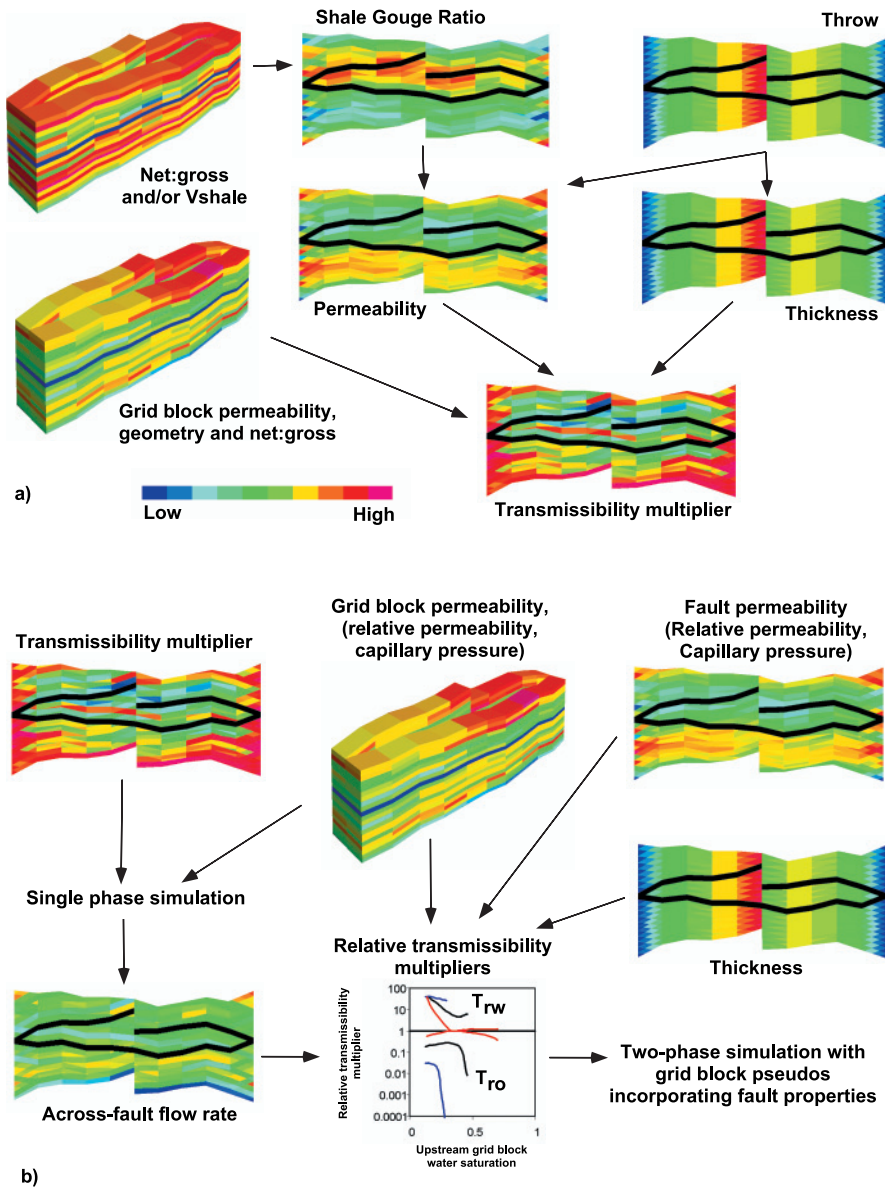 Shale Gouge Ratio
Throw
Net:gross
and/or Vshale
Permeability
Thickness
Grid block permeability,
geometry and net:gross
a)
Low
High
Transmissibility multiplier
Transmissibility multiplier
Grid block permeability,
(relative permeability,
capillary pressure)
Fault permeability
(Relative permeability,
Capillary pressure)
Single phase simulation
Relative transmissibility
multipliers
Thickness
Relative transmissibility
multiplier
100
10
1
0.1
0.01
0.001
0.0001
Trw
Tro
0
0.5
1
Upstream grid block
water saturation
Across-fault flow rate
Two-phase simulation with
grid block pseudos
incorporating fault properties
b)